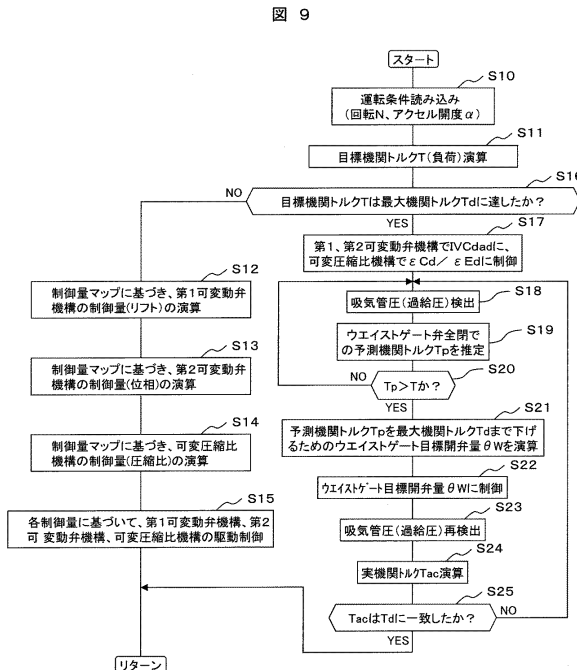 図 9
スタート
S10
運転条件読み込み
(回転N、アクセル開度α)
S11
目標機関トルクT(負荷)演算
S16
NO
目標機関トルクTは最大機関トルクTdに達したか？
YES
S17
第1、第2可変動弁機構でIVCdadに、
可変圧縮比機構でεCd／εEdに制御
S12
制御量マップに基づき、第1可変動弁
機構の制御量(リフト)の演算
S18
吸気管圧(過給圧)検出
S19
ウエイストゲート弁全閉で
の予測機関トルクTpを推定
S13
制御量マップに基づき、第2可変動弁
機構の制御量(位相)の演算
S20
NO
Tp>Tか？
YES
S14
制御量マップに基づき、可変圧縮比
機構の制御量(圧縮比)の演算
S21
予測機関トルクTpを最大機関トルクTdまで下げ
るためのウエイストゲート目標開弁量θWを演算
S22
ウエイストゲート目標開弁量θWに制御
S15
各制御量に基づいて、第1可変動弁機構、第2
可 変動弁機構、可変圧縮比機構の駆動制御
S23
吸気管圧(過給圧)再検出
S24
実機関トルクTac演算
S25
TacはTdに一致したか？
NO
YES
リターン